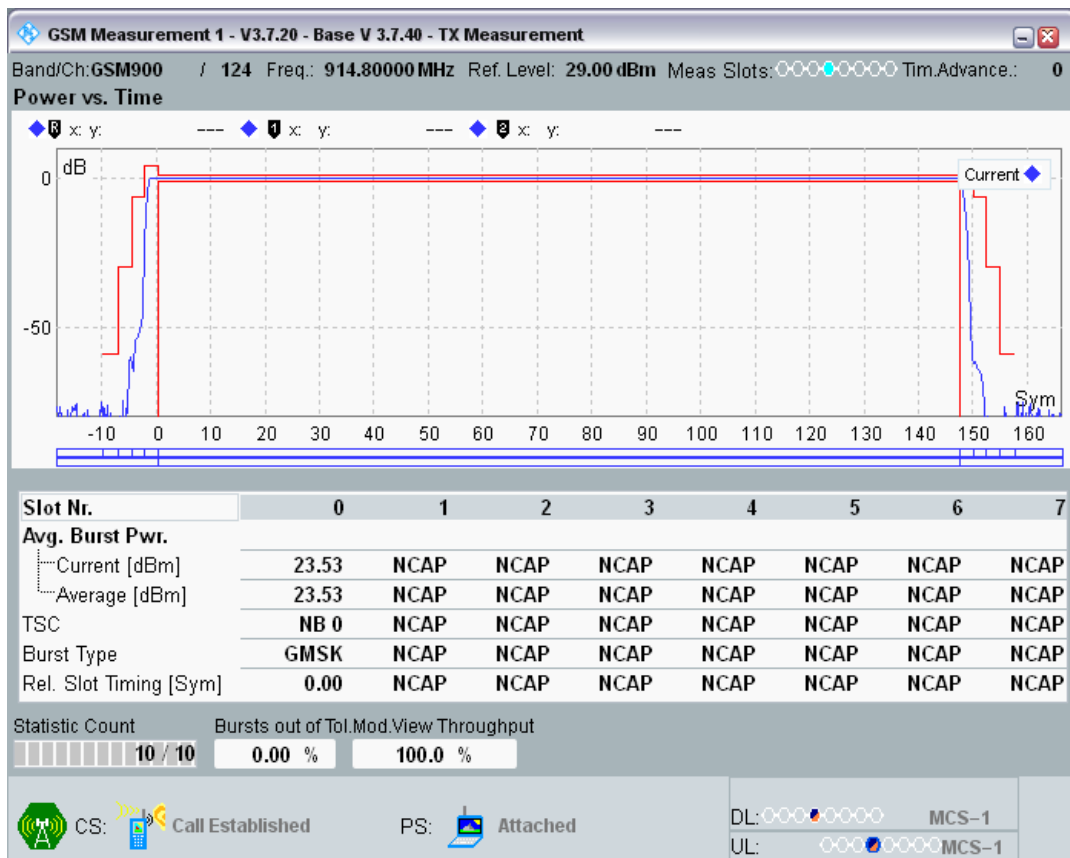 GSM Measurement 1 - V3.7.20 - Base V 3.7.40 - TX Measurement
Band/Ch:GSM900 / 124 Freq.: 914.80000 MHz Ref. Level: 29.00 dBm Meas Slots: Tim.Advance.: 0
Power vs. Time
R x: y: --- 1 x: y: --- 2 x: y: ---
dB
Current
0
-50
Sym
-10 0 10 20 30 40 50 60 70 80 90 100 110 120 130 140 150 160
Slot Nr. 0 1 2 3 4 5 6 7
Avg. Burst Pwr.
Current [dBm] 23.53 NCAP NCAP NCAP NCAP NCAP NCAP NCAP
Average [dBm] 23.53 NCAP NCAP NCAP NCAP NCAP NCAP NCAP
TSC NB 0 NCAP NCAP NCAP NCAP NCAP NCAP NCAP
Burst Type GMSK NCAP NCAP NCAP NCAP NCAP NCAP NCAP
Rel. Slot Timing [Sym] 0.00 NCAP NCAP NCAP NCAP NCAP NCAP NCAP
Statistic Count Bursts out of Tol.Mod.View Throughput
10 / 10 0.00 % 100.0 %
CS: Call Established PS: Attached
DL: MCS-1
UL: MCS-1